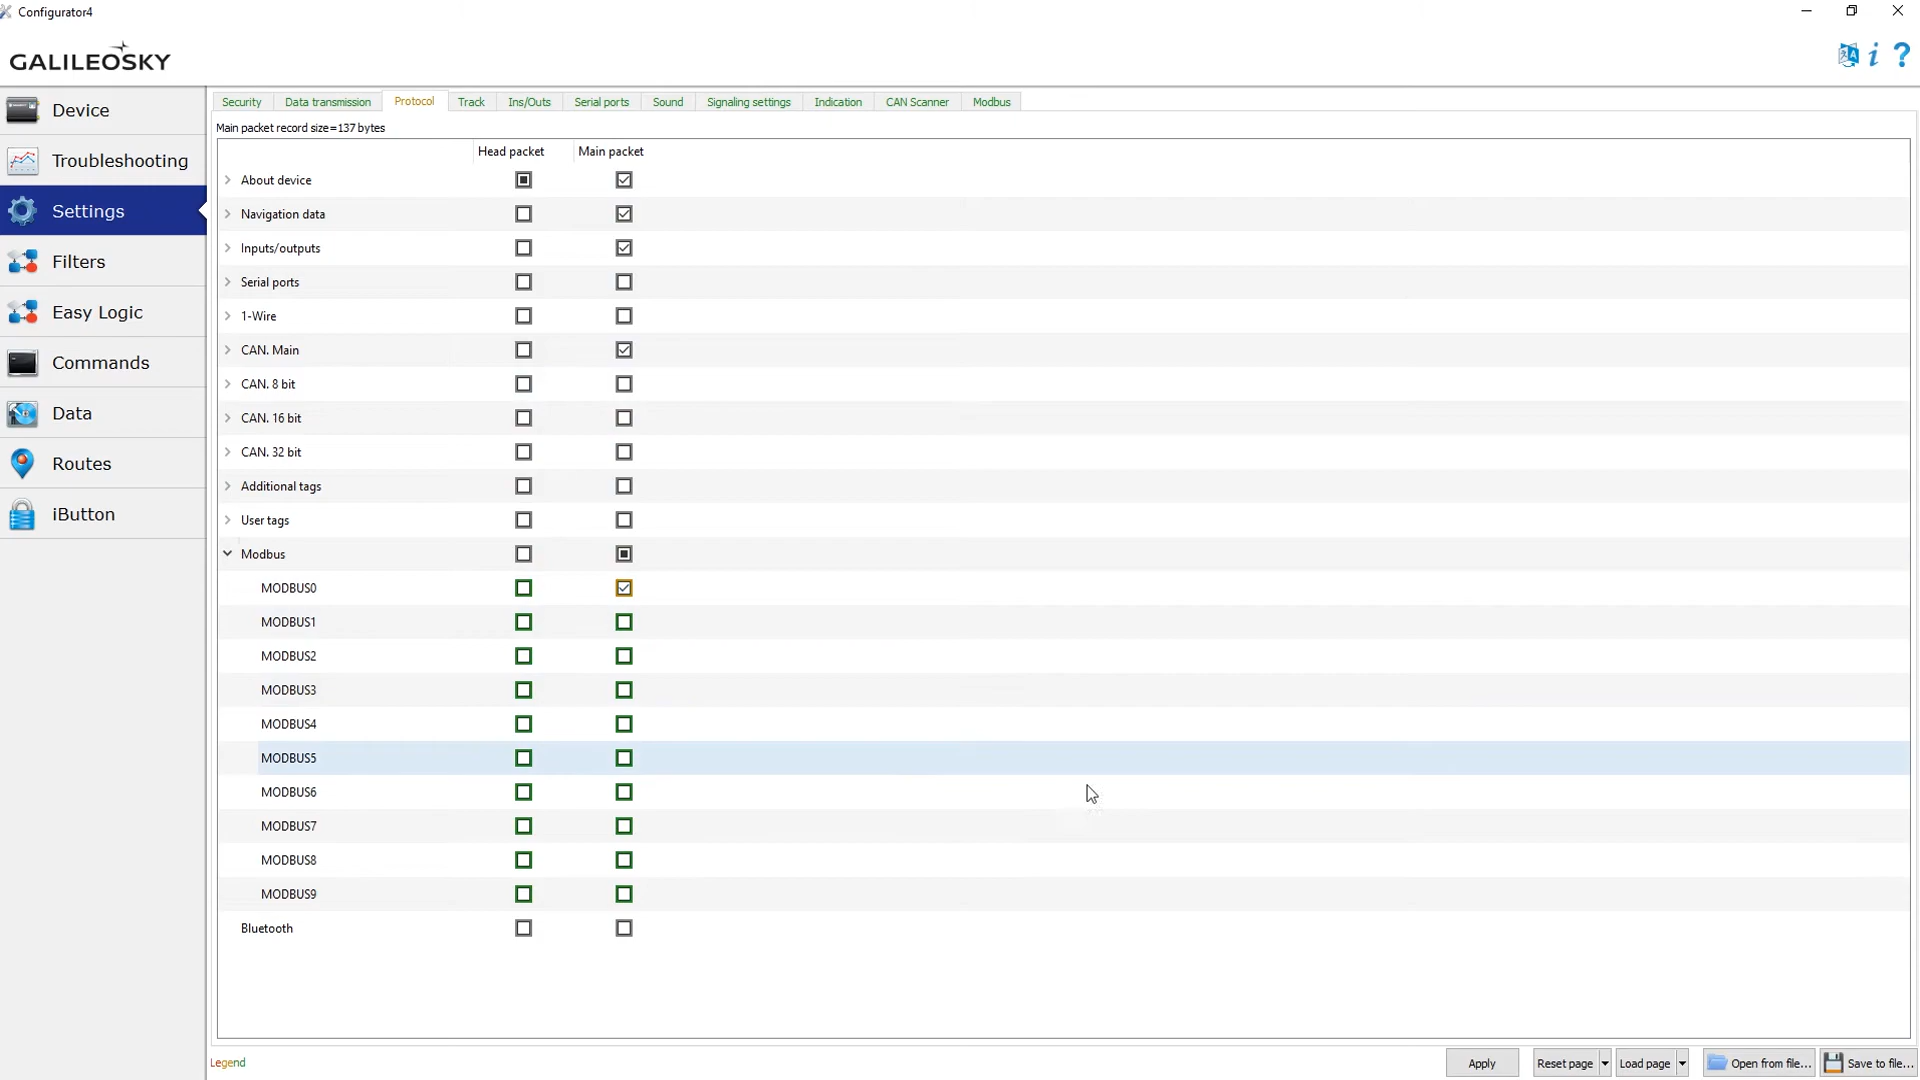 Configurator4
GALILEOSKY
Device
Troubleshooting
Settings
Filters
Easy Logic
Commands
Data
Routes
iButton
Security Data transmission Protocol Track Ins/Outs Serial ports Sound Signaling settings Indication CAN Scanner Modbus
Main packet record size=137 bytes
Head packet Main packet
About device
Navigation data
Inputs/outputs
Serial ports
1-Wire
CAN. Main
CAN. 8 bit
CAN. 16 bit
CAN. 32 bit
Additional tags
User tags
Modbus
MODBUS0
MODBUS1
MODBUS2
MODBUS3
MODBUS4
MODBUS5
MODBUS6
MODBUS7
MODBUS8
MODBUS9
Bluetooth
Legend
Apply Reset page Load page Open from file... Save to file...